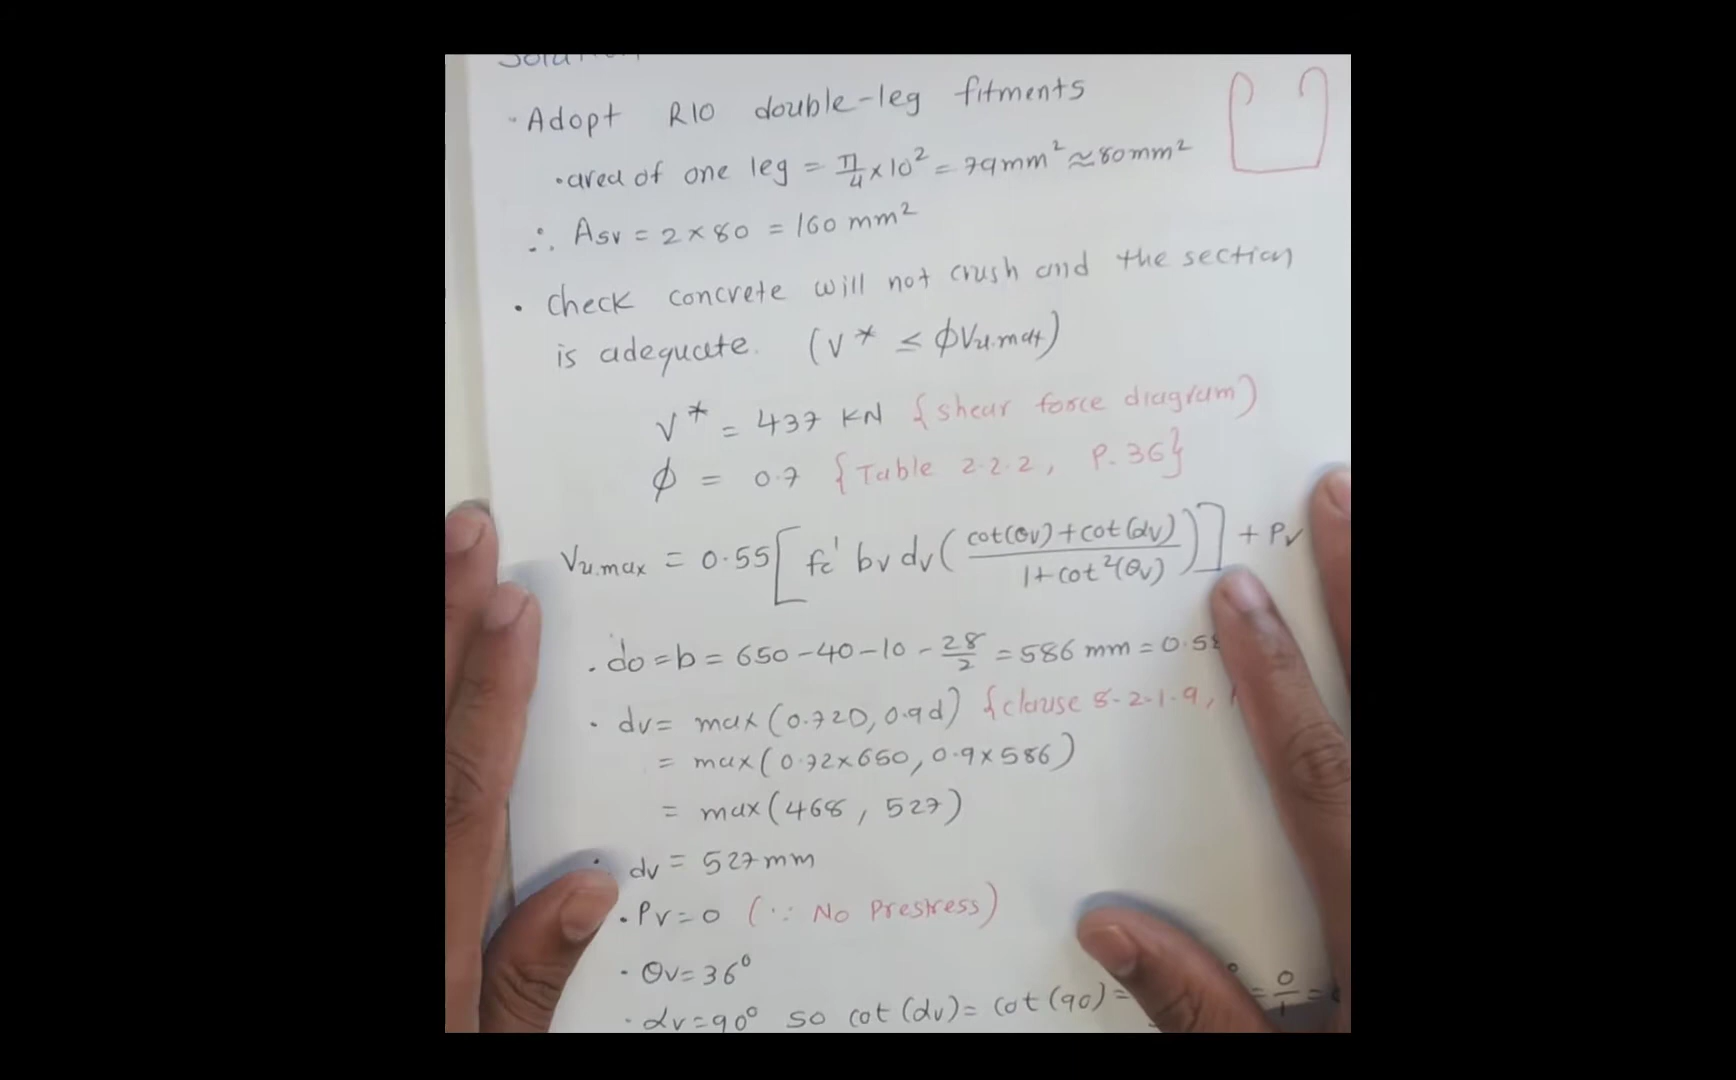 · Adopt R10 double-leg fitments
· area of one leg = π/4 × 10² = 79mm² ≈ 80mm²
∴ Asv = 2 × 80 = 160 mm²
· Check concrete will not crush and the section
is adequate. (V* ≤ ϕVu.max)
V* = 437 KN {shear force diagram)
ϕ = 0.7 {Table 2.2.2, P.36}
Vu.max = 0.55[fc' bv dv((cot(θv)+cot(αv))/(1+cot²(θv)))] + Pv
· do = b = 650 - 40 - 10 - 28/2 = 586 mm = 0.58
· dv = max(0.72D, 0.9d) {clause 8.2.1.9,
= max(0.72×650, 0.9×586)
= max(468, 527)
· dv = 527mm
· Pv = 0 (∵ No Prestress)
· θv = 36°
· αv = 90° so cot(αv) = cot(90) = = 0/1 =